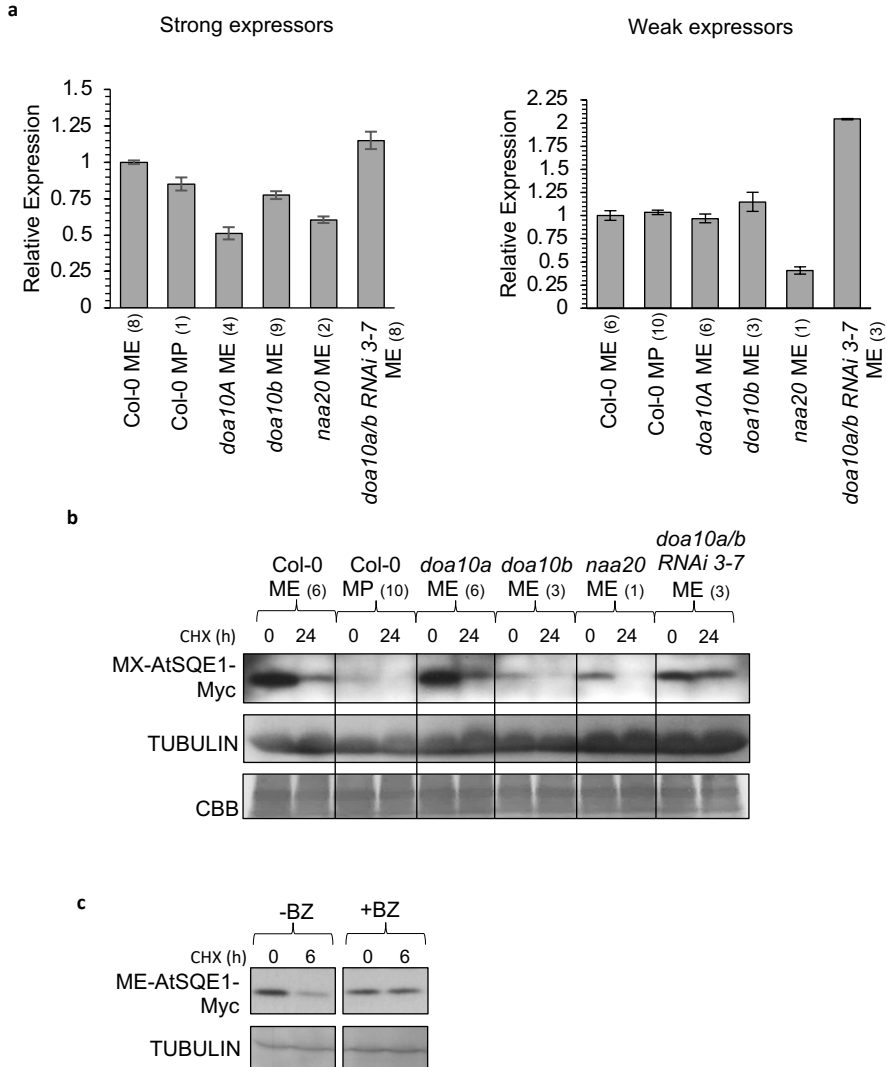 a
Strong expressors
Relative Expression
1.5
1.25
1
0.75
0.5
0.25
0
Col-0 ME (8)
Col-0 MP (1)
doa10A ME (4)
doa10b ME (9)
naa20 ME (2)
doa10a/b RNAi 3-7
ME (8)
Weak expressors
Relative Expression
2.25
2
1.75
1.5
1.25
1
0.75
0.5
0.25
0
Col-0 ME (6)
Col-0 MP (10)
doa10A ME (6)
doa10b ME (3)
naa20 ME (1)
doa10a/b RNAi 3-7
ME (3)
b
Col-0
ME (6)
Col-0
MP (10)
doa10a
ME (6)
doa10b
ME (3)
naa20
ME (1)
doa10a/b
RNAi 3-7
ME (3)
CHX (h) 0 24 0 24 0 24 0 24 0 24 0 24
MX-AtSQE1-
Myc
TUBULIN
CBB
c
-BZ +BZ
CHX (h) 0 6 0 6
ME-AtSQE1-
Myc
TUBULIN